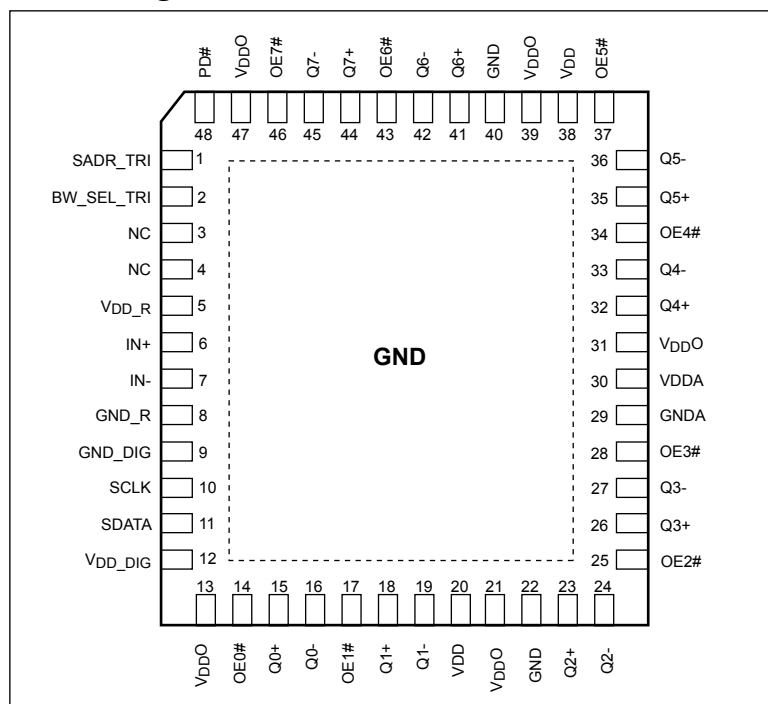 PD#
VDDO
OE7#
Q7-
Q7+
OE6#
Q6-
Q6+
GND
VDDO
VDD
OE5#
48 47 46 45 44 43 42 41 40 39 38 37
SADR_TRI 1
BW_SEL_TRI 2
NC 3
NC 4
VDD_R 5
IN+ 6
IN- 7
GND_R 8
GND_DIG 9
SCLK 10
SDATA 11
VDD_DIG 12
GND
36 Q5-
35 Q5+
34 OE4#
33 Q4-
32 Q4+
31 VDDO
30 VDDA
29 GNDA
28 OE3#
27 Q3-
26 Q3+
25 OE2#
13 14 15 16 17 18 19 20 21 22 23 24
VDDO
OE0#
Q0+
Q0-
OE1#
Q1+
Q1-
VDD
VDDO
GND
Q2+
Q2-